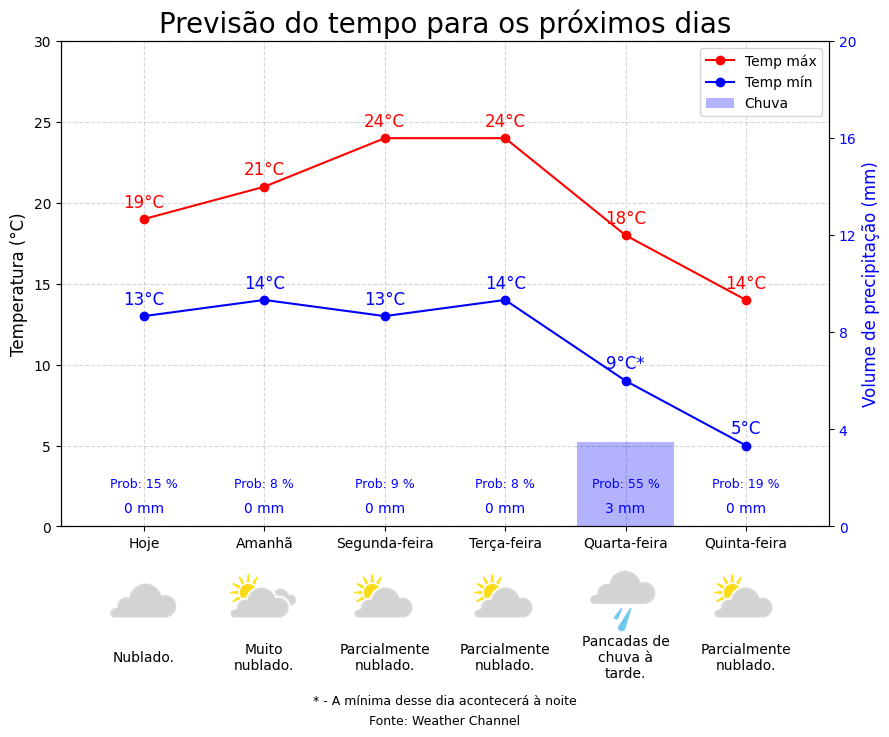 Previsão do tempo para os próximos dias
Temperatura (°C)
Volume de precipitação (mm)
30
25
20
15
10
5
0
20
16
12
8
4
0
Temp máx
Temp mín
Chuva
19°C
21°C
24°C
24°C
18°C
14°C
13°C
14°C
13°C
14°C
9°C*
5°C
Prob: 15 %
Prob: 8 %
Prob: 9 %
Prob: 8 %
Prob: 55 %
Prob: 19 %
0 mm
0 mm
0 mm
0 mm
3 mm
0 mm
Hoje
Amanhã
Segunda-feira
Terça-feira
Quarta-feira
Quinta-feira
Nublado.
Muito
nublado.
Parcialmente
nublado.
Parcialmente
nublado.
Pancadas de
chuva à
tarde.
Parcialmente
nublado.
* - A mínima desse dia acontecerá à noite
Fonte: Weather Channel